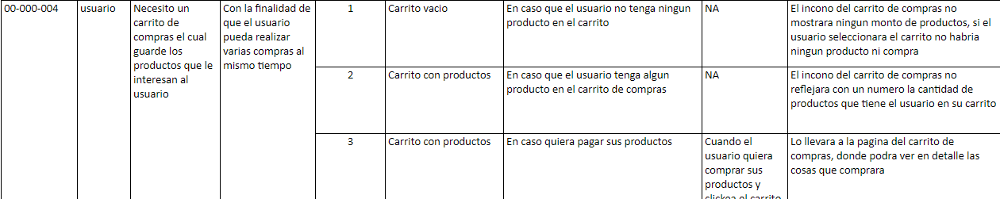 00-000-004
usuario
Necesito un
carrito de
compras el cual
guarde los
productos que le
interesan al
usuario
Con la finalidad de
que el usuario
pueda realizar
varias compras al
mismo tiempo
1
Carrito vacio
En caso que el usuario no tenga ningun
producto en el carrito
NA
El incono del carrito de compras no
mostrara ningun monto de productos, si el
usuario seleccionara el carrito no habria
ningun producto ni compra
2
Carrito con productos
En caso que el usuario tenga algun
producto en el carrito de compras
NA
El incono del carrito de compras no
reflejara con un numero la cantidad de
productos que tiene el usuario en su carrito
3
Carrito con productos
En caso quiera pagar sus productos
Cuando el
usuario quiera
comprar sus
productos y
clickea el carrito
Lo llevara a la pagina del carrito de
compras, donde podra ver en detalle las
cosas que comprara